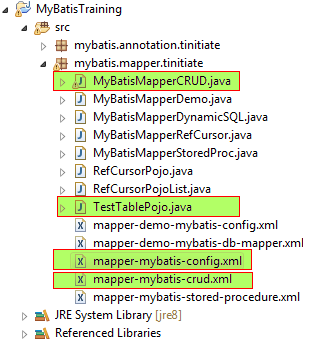 MyBatisTraining
src
mybatis.annotation.tinitiate
mybatis.mapper.tinitiate
MyBatisMapperCRUD.java
MyBatisMapperDemo.java
MyBatisMapperDynamicSQL.java
MyBatisMapperRefCursor.java
MyBatisMapperStoredProc.java
RefCursorPojo.java
RefCursorPojoList.java
TestTablePojo.java
mapper-demo-mybatis-config.xml
mapper-demo-mybatis-db-mapper.xml
mapper-mybatis-config.xml
mapper-mybatis-crud.xml
mapper-mybatis-stored-procedure.xml
JRE System Library [jre8]
Referenced Libraries